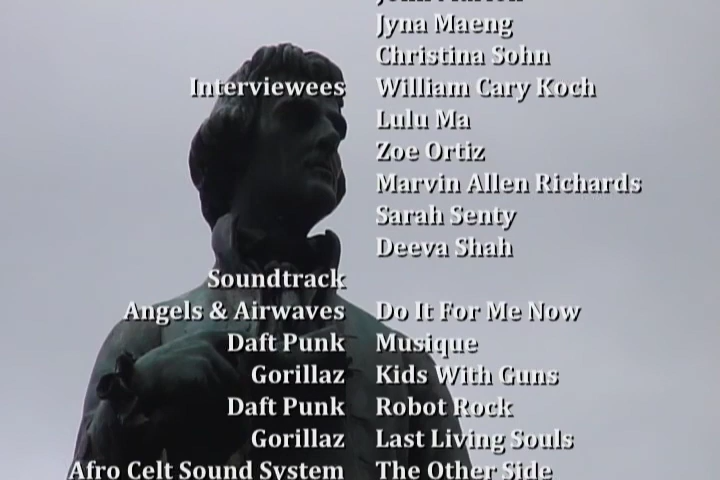 Jyna Maeng
Christina Sohn
Interviewees William Cary Koch
Lulu Ma
Zoe Ortiz
Marvin Allen Richards
Sarah Senty
Deeva Shah
Soundtrack
Angels & Airwaves Do It For Me Now
Daft Punk Musique
Gorillaz Kids With Guns
Daft Punk Robot Rock
Gorillaz Last Living Souls
Afro Celt Sound System The Other Side